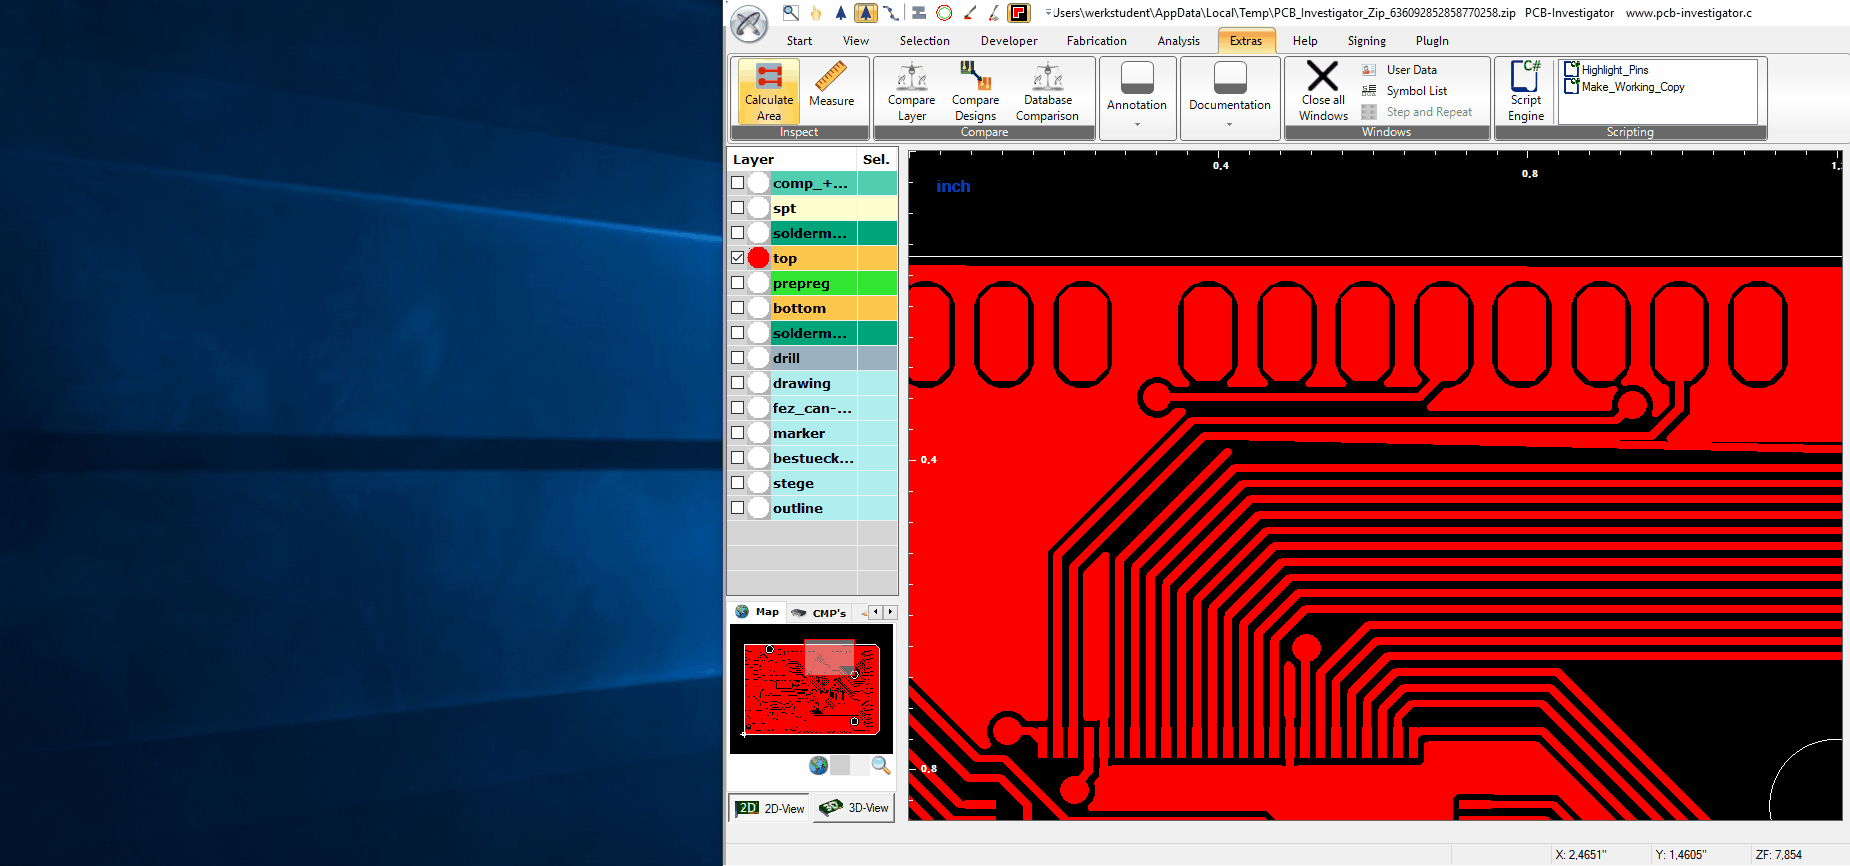 :\Users\werkstudent\AppData\Local\Temp\PCB_Investigator_Zip_636092852858770258.zip PCB-Investigator www.pcb-investigator.c
Start View Selection Developer Fabrication Analysis Extras Help Signing PlugIn
Calculate Area
Measure
Inspect
Compare Layer
Compare Designs
Database Comparison
Compare
Annotation
Documentation
Close all Windows
User Data
Symbol List
Step and Repeat
Windows
C#
Script Engine
Highlight_Pins
Make_Working_Copy
Scripting
Layer Sel.
comp_+...
spt
solderm...
top
prepreg
bottom
solderm...
drill
drawing
fez_can-...
marker
bestueck...
stege
outline
Map CMP's
2D 2D-View 3D-View
inch
0.4
0.8
1.
0.4
0.8
X: 2,4651" Y: 1,4605" ZF: 7,854